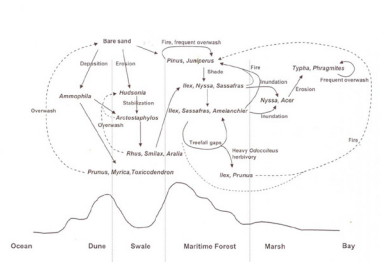 Bare sand
Fire, frequent overwash
Deposition
Erosion
Pinus, Juniperus
Fire
Typha, Phragmites
Shade
Frequent overwash
Ammophila
Hudsonia
Ilex, Nyssa, Sassafras
Inundation
Erosion
Stabilization
Nyssa, Acer
Overwash
Arctostaphylos
Ilex, Sassafras, Amelanchier
Inundation
Overwash
Treefall gaps
Fire
Rhus, Smilax, Aralia
Heavy Odocoileus
herbivory
Prunus, Myrica, Toxicodendron
Ilex, Prunus
Ocean
Dune
Swale
Maritime Forest
Marsh
Bay